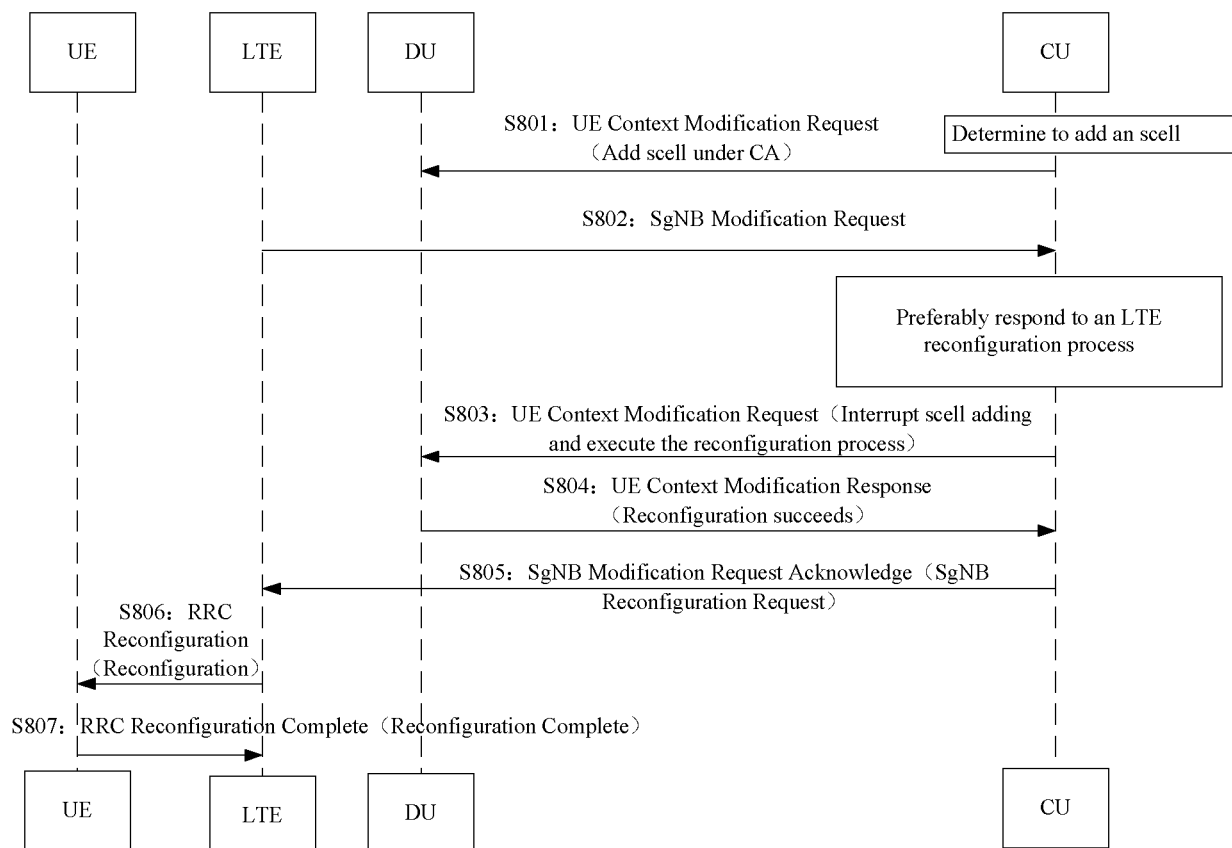 UE
LTE
DU
CU
S801：UE Context Modification Request
（Add scell under CA）
Determine to add an scell
S802：SgNB Modification Request
Preferably respond to an LTE
reconfiguration process
S803：UE Context Modification Request（Interrupt scell adding
and execute the reconfiguration process）
S804：UE Context Modification Response
（Reconfiguration succeeds）
S805：SgNB Modification Request Acknowledge（SgNB
Reconfiguration Request）
S806：RRC
Reconfiguration
（Reconfiguration）
S807：RRC Reconfiguration Complete（Reconfiguration Complete）
UE
LTE
DU
CU